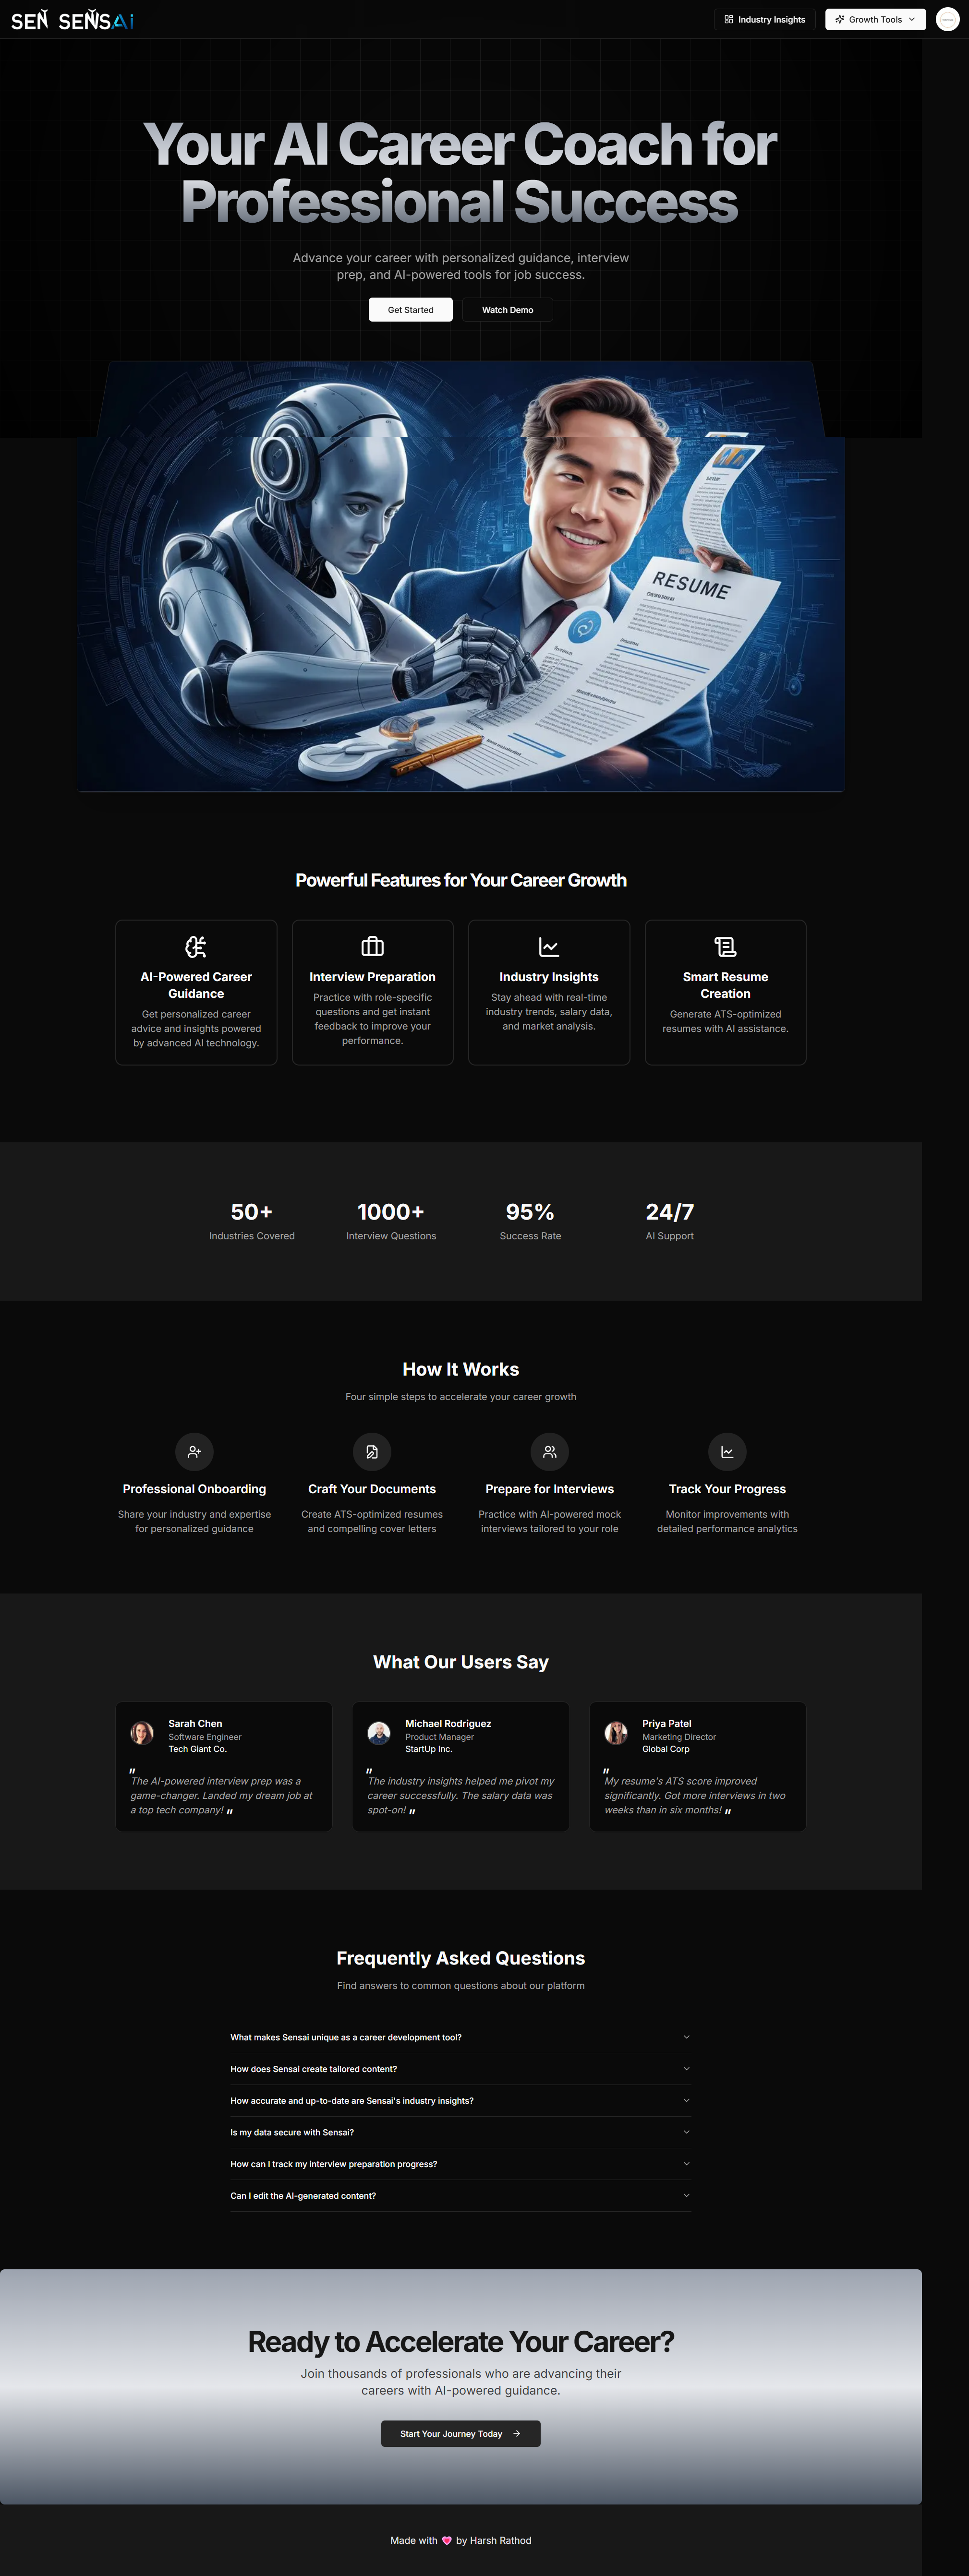 SEN SENSAi
Industry Insights
Growth Tools
Your AI Career Coach for
Professional Success
Advance your career with personalized guidance, interview
prep, and AI-powered tools for job success.
Get Started
Watch Demo
RESUME
Powerful Features for Your Career Growth
AI-Powered Career
Guidance
Get personalized career
advice and insights powered
by advanced AI technology.
Interview Preparation
Practice with role-specific
questions and get instant
feedback to improve your
performance.
Industry Insights
Stay ahead with real-time
industry trends, salary data,
and market analysis.
Smart Resume
Creation
Generate ATS-optimized
resumes with AI assistance.
50+
Industries Covered
1000+
Interview Questions
95%
Success Rate
24/7
AI Support
How It Works
Four simple steps to accelerate your career growth
Professional Onboarding
Share your industry and expertise
for personalized guidance
Craft Your Documents
Create ATS-optimized resumes
and compelling cover letters
Prepare for Interviews
Practice with AI-powered mock
interviews tailored to your role
Track Your Progress
Monitor improvements with
detailed performance analytics
What Our Users Say
Sarah Chen
Software Engineer
Tech Giant Co.
"The AI-powered interview prep was a
game-changer. Landed my dream job at
a top tech company! "
Michael Rodriguez
Product Manager
StartUp Inc.
"The industry insights helped me pivot my
career successfully. The salary data was
spot-on! "
Priya Patel
Marketing Director
Global Corp
"My resume's ATS score improved
significantly. Got more interviews in two
weeks than in six months! "
Frequently Asked Questions
Find answers to common questions about our platform
What makes Sensai unique as a career development tool?
How does Sensai create tailored content?
How accurate and up-to-date are Sensai's industry insights?
Is my data secure with Sensai?
How can I track my interview preparation progress?
Can I edit the AI-generated content?
Ready to Accelerate Your Career?
Join thousands of professionals who are advancing their
careers with AI-powered guidance.
Start Your Journey Today
Made with 💗 by Harsh Rathod